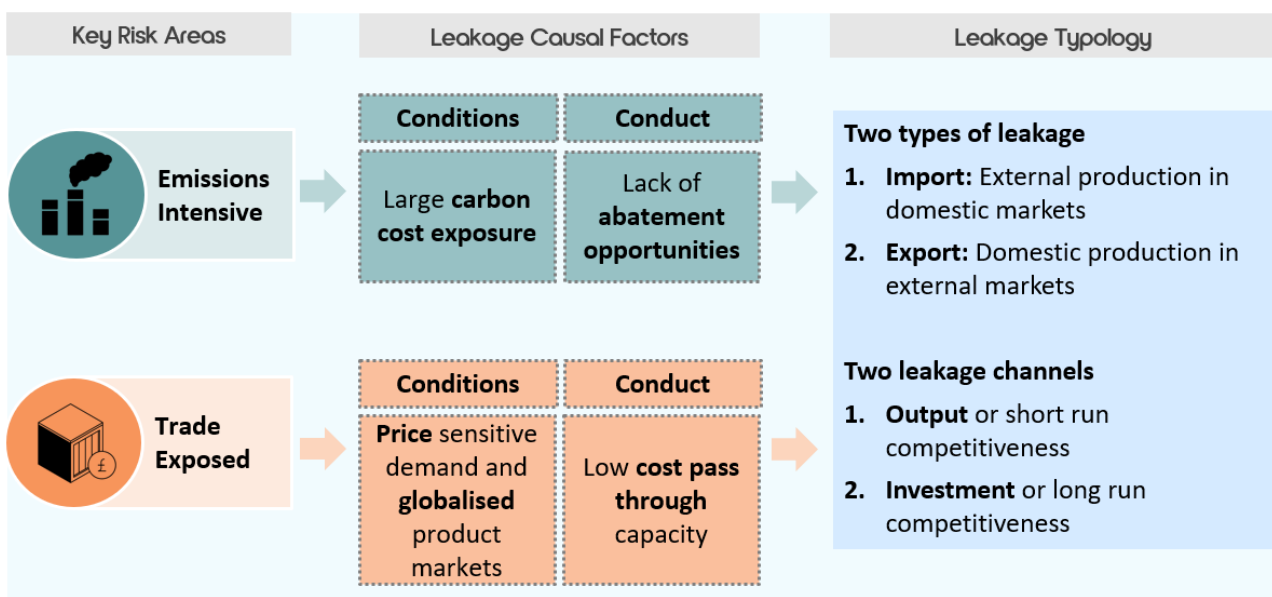 Key Risk Areas
Leakage Causal Factors
Leakage Typology
Emissions
Intensive
Conditions
Large carbon
cost exposure
Conduct
Lack of
abatement
opportunities
Trade
Exposed
£
Conditions
Price sensitive
demand and
globalised
product
markets
Conduct
Low cost pass
through
capacity
Two types of leakage
1. Import: External production in
domestic markets
2. Export: Domestic production in
external markets
Two leakage channels
1. Output or short run
competitiveness
2. Investment or long run
competitiveness